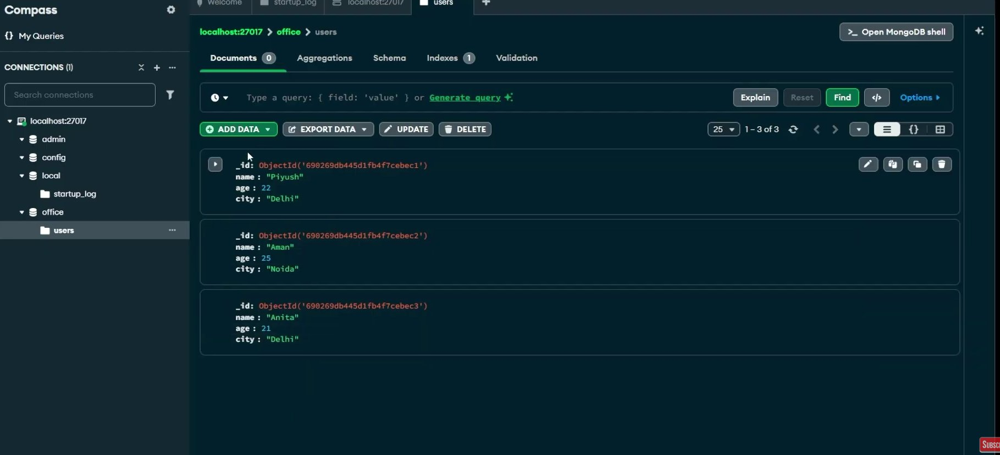 Compass
{} My Queries
CONNECTIONS (1)
Search connections
localhost:27017
admin
config
local
startup_log
office
users
Welcome
startup_log
localhost:27017
users
localhost:27017 > office > users
>_ Open MongoDB shell
Documents 0
Aggregations
Schema
Indexes 1
Validation
Type a query: { field: 'value' } or Generate query
Explain
Reset
Find
</>
Options
ADD DATA
EXPORT DATA
UPDATE
DELETE
25
1 – 3 of 3
{}
_id: ObjectId('690269db445d1fb4f7cebec1')
name : "Piyush"
age : 22
city : "Delhi"
_id: ObjectId('690269db445d1fb4f7cebec2')
name : "Aman"
age : 25
city : "Noida"
_id: ObjectId('690269db445d1fb4f7cebec3')
name : "Anita"
age : 21
city : "Delhi"